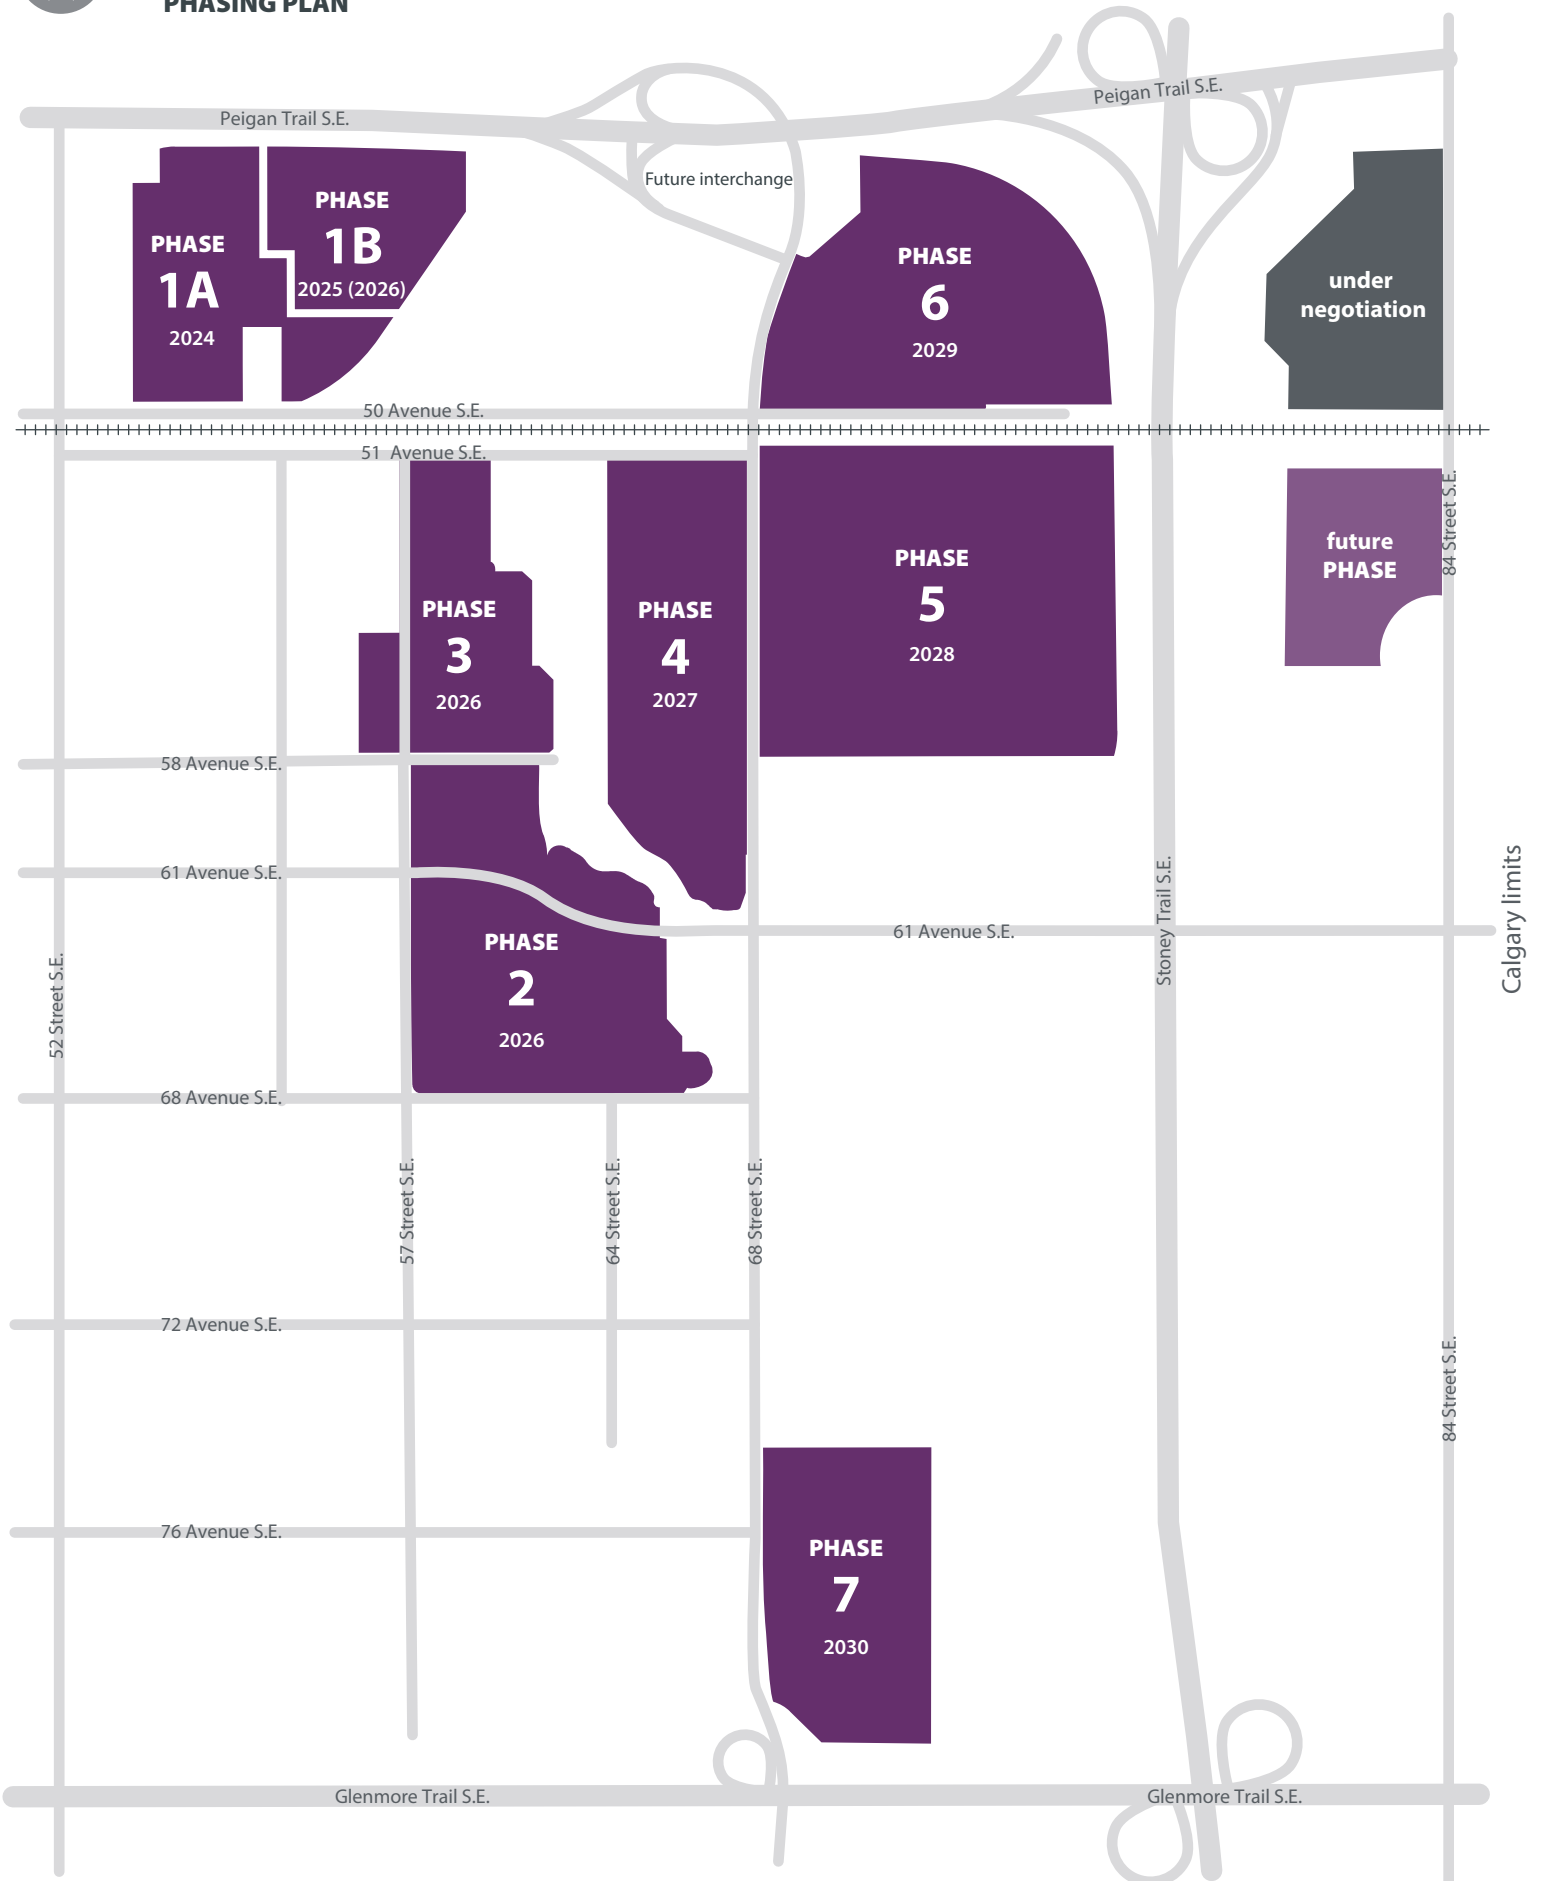 PHASING PLAN
Peigan Trail S.E.
Peigan Trail S.E.
Future interchange
PHASE
1A
2024
PHASE
1B
2025 (2026)
PHASE
6
2029
under
negotiation
50 Avenue S.E.
51 Avenue S.E.
PHASE
3
2026
PHASE
4
2027
PHASE
5
2028
future
PHASE
84 Street S.E.
58 Avenue S.E.
61 Avenue S.E.
61 Avenue S.E.
Stoney Trail S.E.
Calgary limits
52 Street S.E.
PHASE
2
2026
68 Avenue S.E.
57 Street S.E.
64 Street S.E.
68 Street S.E.
72 Avenue S.E.
84 Street S.E.
76 Avenue S.E.
PHASE
7
2030
Glenmore Trail S.E.
Glenmore Trail S.E.